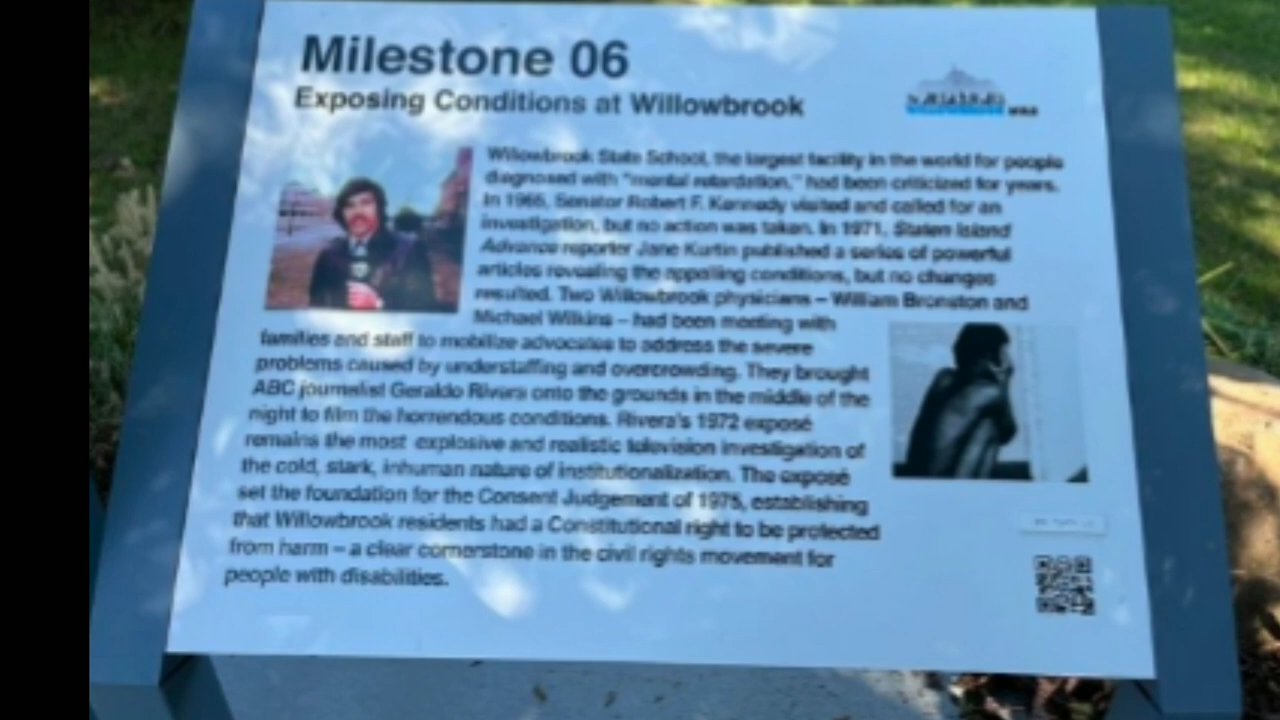 Milestone 06
Exposing Conditions at Willowbrook
Willowbrook State School, the largest facility in the world for people
diagnosed with "mental retardation," had been criticized for years.
In 1965, Senator Robert F. Kennedy visited and called for an
investigation, but no action was taken. In 1971, Staten Island
Advance reporter Jane Kurtin published a series of powerful
articles revealing the appalling conditions, but no changes
resulted. Two Willowbrook physicians – William Bronston and
Michael Wilkins – had been meeting with
families and staff to mobilize advocates to address the severe
problems caused by understaffing and overcrowding. They brought
ABC journalist Geraldo Rivera onto the grounds in the middle of the
night to film the horrendous conditions. Rivera's 1972 exposé
remains the most explosive and realistic television investigation of
the cold, stark, inhuman nature of institutionalization. The exposé
set the foundation for the Consent Judgement of 1975, establishing
that Willowbrook residents had a Constitutional right to be protected
from harm – a clear cornerstone in the civil rights movement for
people with disabilities.